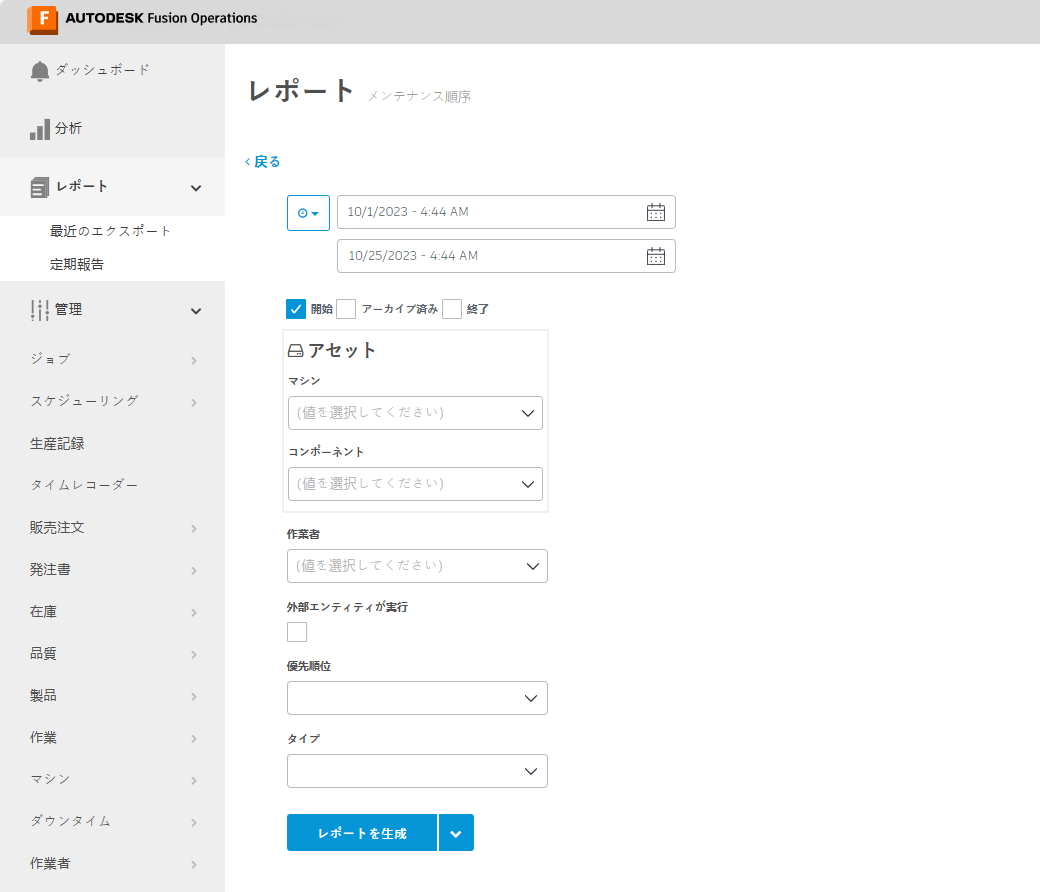 AUTODESK Fusion Operations
ダッシュボード
分析
レポート
最近のエクスポート
定期報告
管理
ジョブ
スケジューリング
生産記録
タイムレコーダー
販売注文
発注書
在庫
品質
製品
作業
マシン
ダウンタイム
作業者
レポート メンテナンス順序
戻る
10/1/2023 - 4:44 AM
10/25/2023 - 4:44 AM
開始 アーカイブ済み 終了
アセット
マシン
(値を選択してください)
コンポーネント
(値を選択してください)
作業者
(値を選択してください)
外部エンティティが実行
優先順位
タイプ
レポートを生成